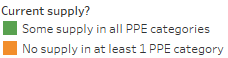 Current supply?
Some supply in all PPE categories
No supply in at least 1 PPE category